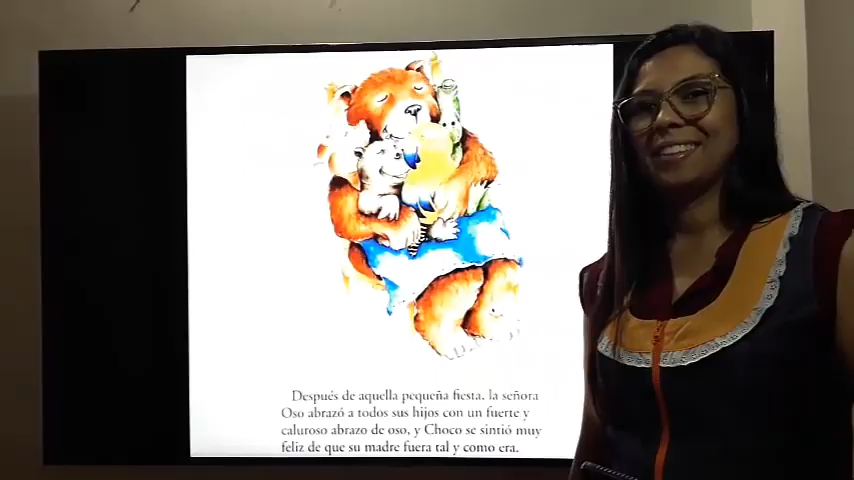 Después de aquella pequeña fiesta, la señora
Oso abrazó a todos sus hijos con un fuerte y
caluroso abrazo de oso, y Choco se sintió muy
feliz de que su madre fuera tal y como era.